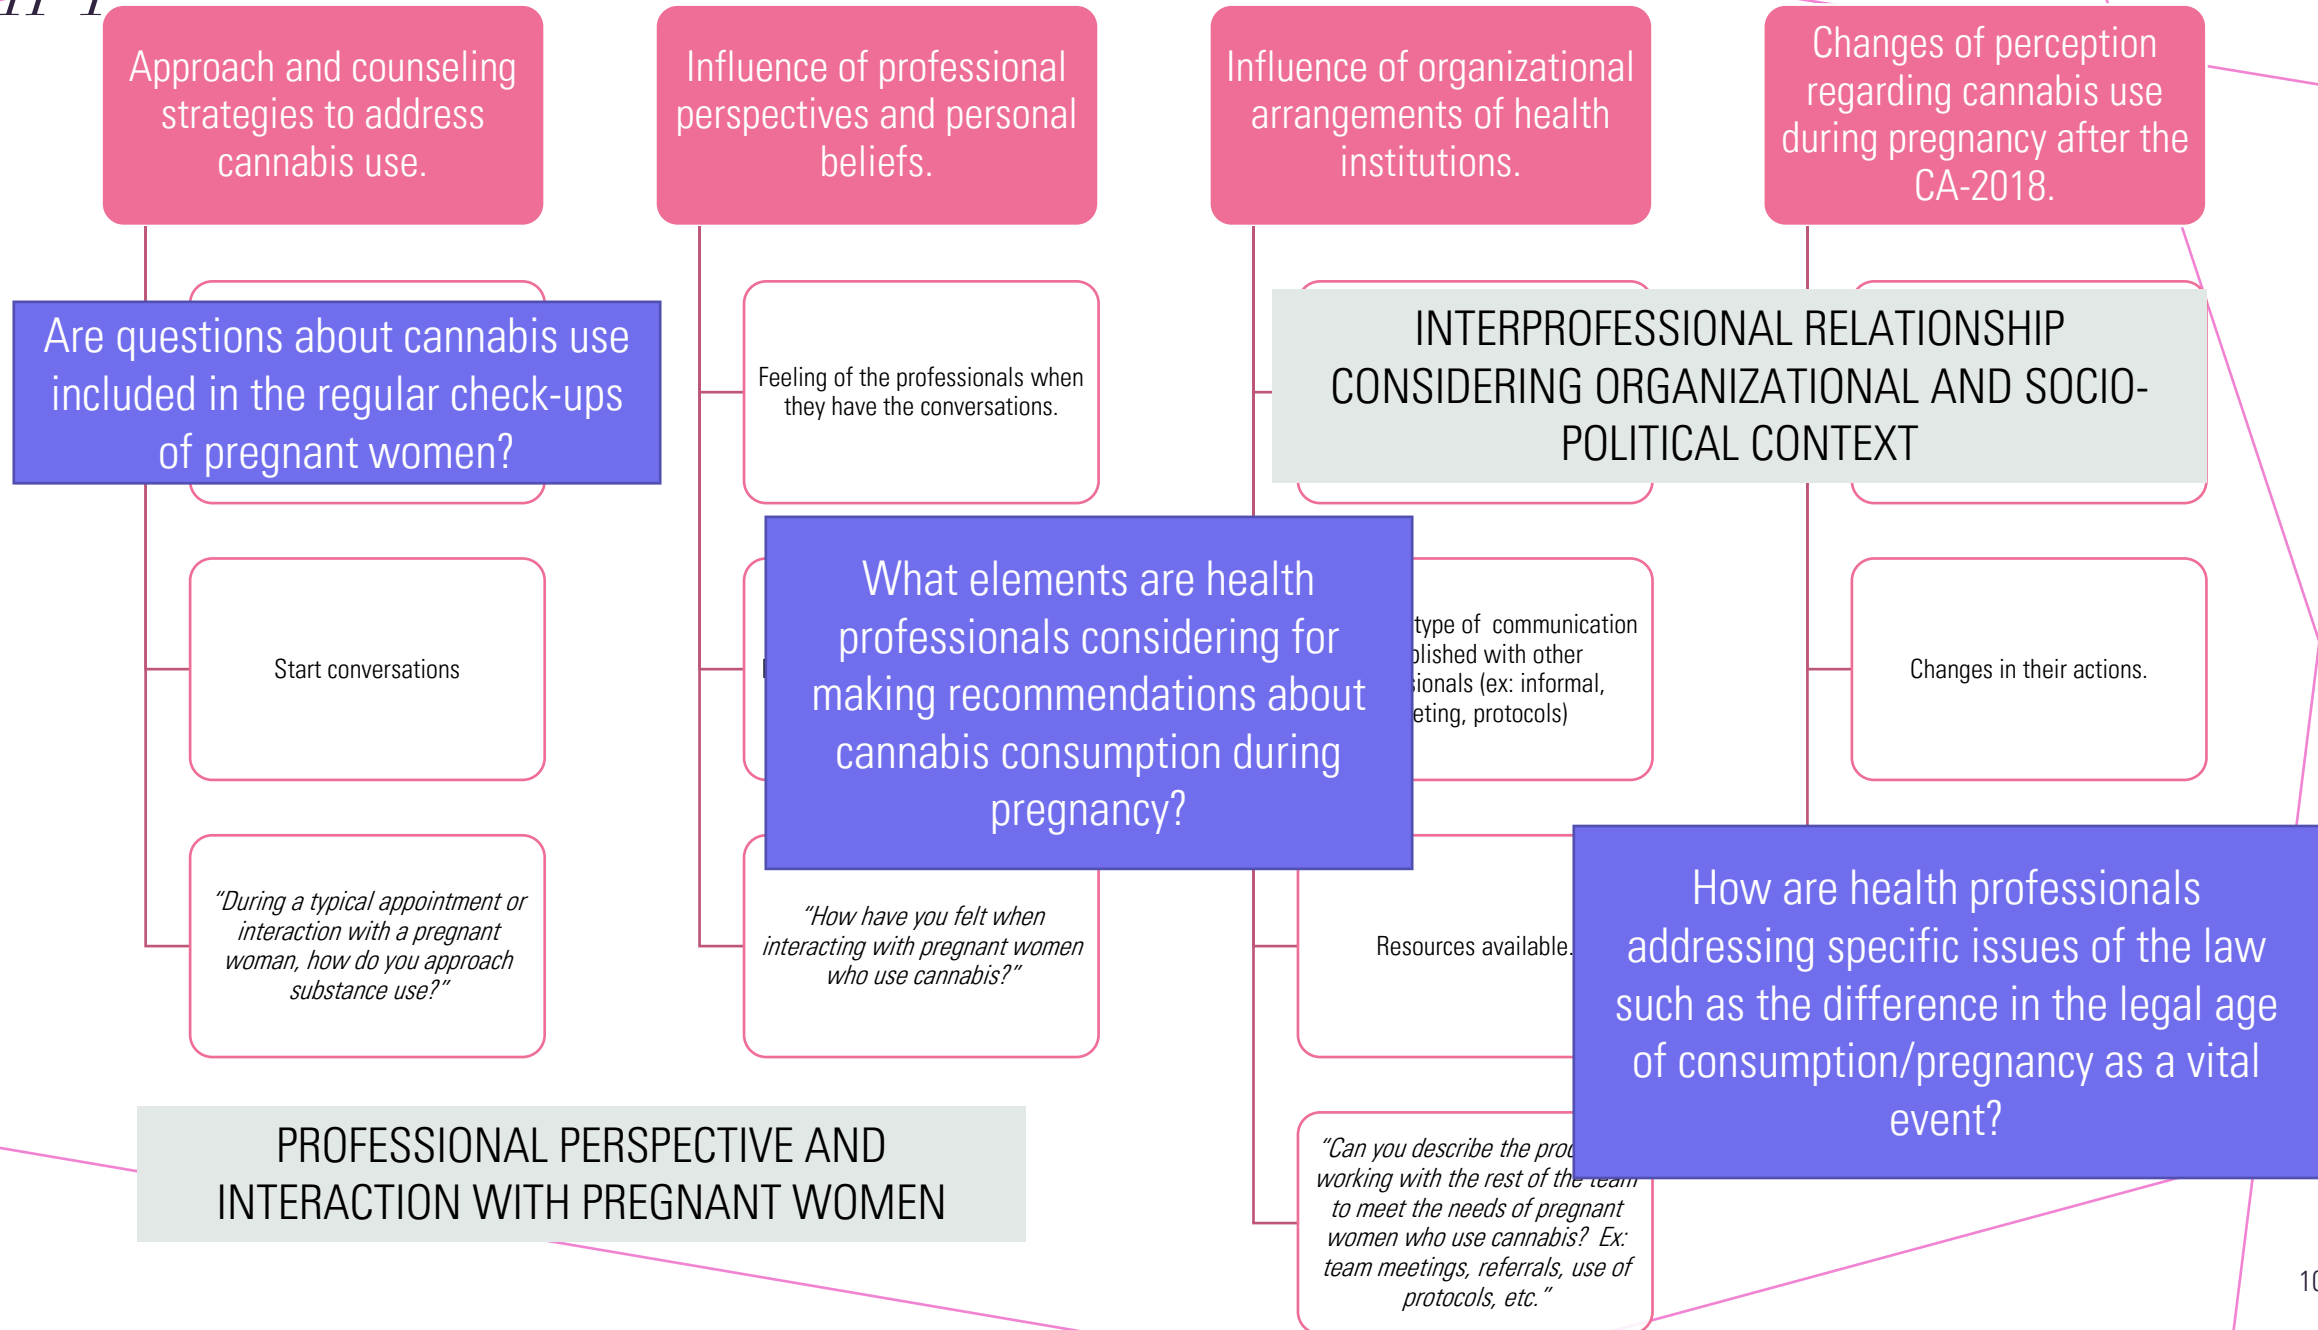 Approach and counseling
strategies to address
cannabis use.
Influence of professional
perspectives and personal
beliefs.
Influence of organizational
arrangements of health
institutions.
Changes of perception
regarding cannabis use
during pregnancy after the
CA-2018.
Are questions about cannabis use
included in the regular check-ups
of pregnant women?
Feeling of the professionals when
they have the conversations.
INTERPROFESSIONAL RELATIONSHIP
CONSIDERING ORGANIZATIONAL AND SOCIO-
POLITICAL CONTEXT
Start conversations
What elements are health
professionals considering for
making recommendations about
cannabis consumption during
pregnancy?
type of communication
with other
(ex: informal,
protocols)
Changes in their actions.
"During a typical appointment or
interaction with a pregnant
woman, how do you approach
substance use?"
"How have you felt when
interacting with pregnant women
who use cannabis?"
Resources available.
How are health professionals
addressing specific issues of the law
such as the difference in the legal age
of consumption/pregnancy as a vital
event?
"Can you describe the
working with the rest of the team
to meet the needs of pregnant
women who use cannabis? Ex:
team meetings, referrals, use of
protocols, etc."
PROFESSIONAL PERSPECTIVE AND
INTERACTION WITH PREGNANT WOMEN
10